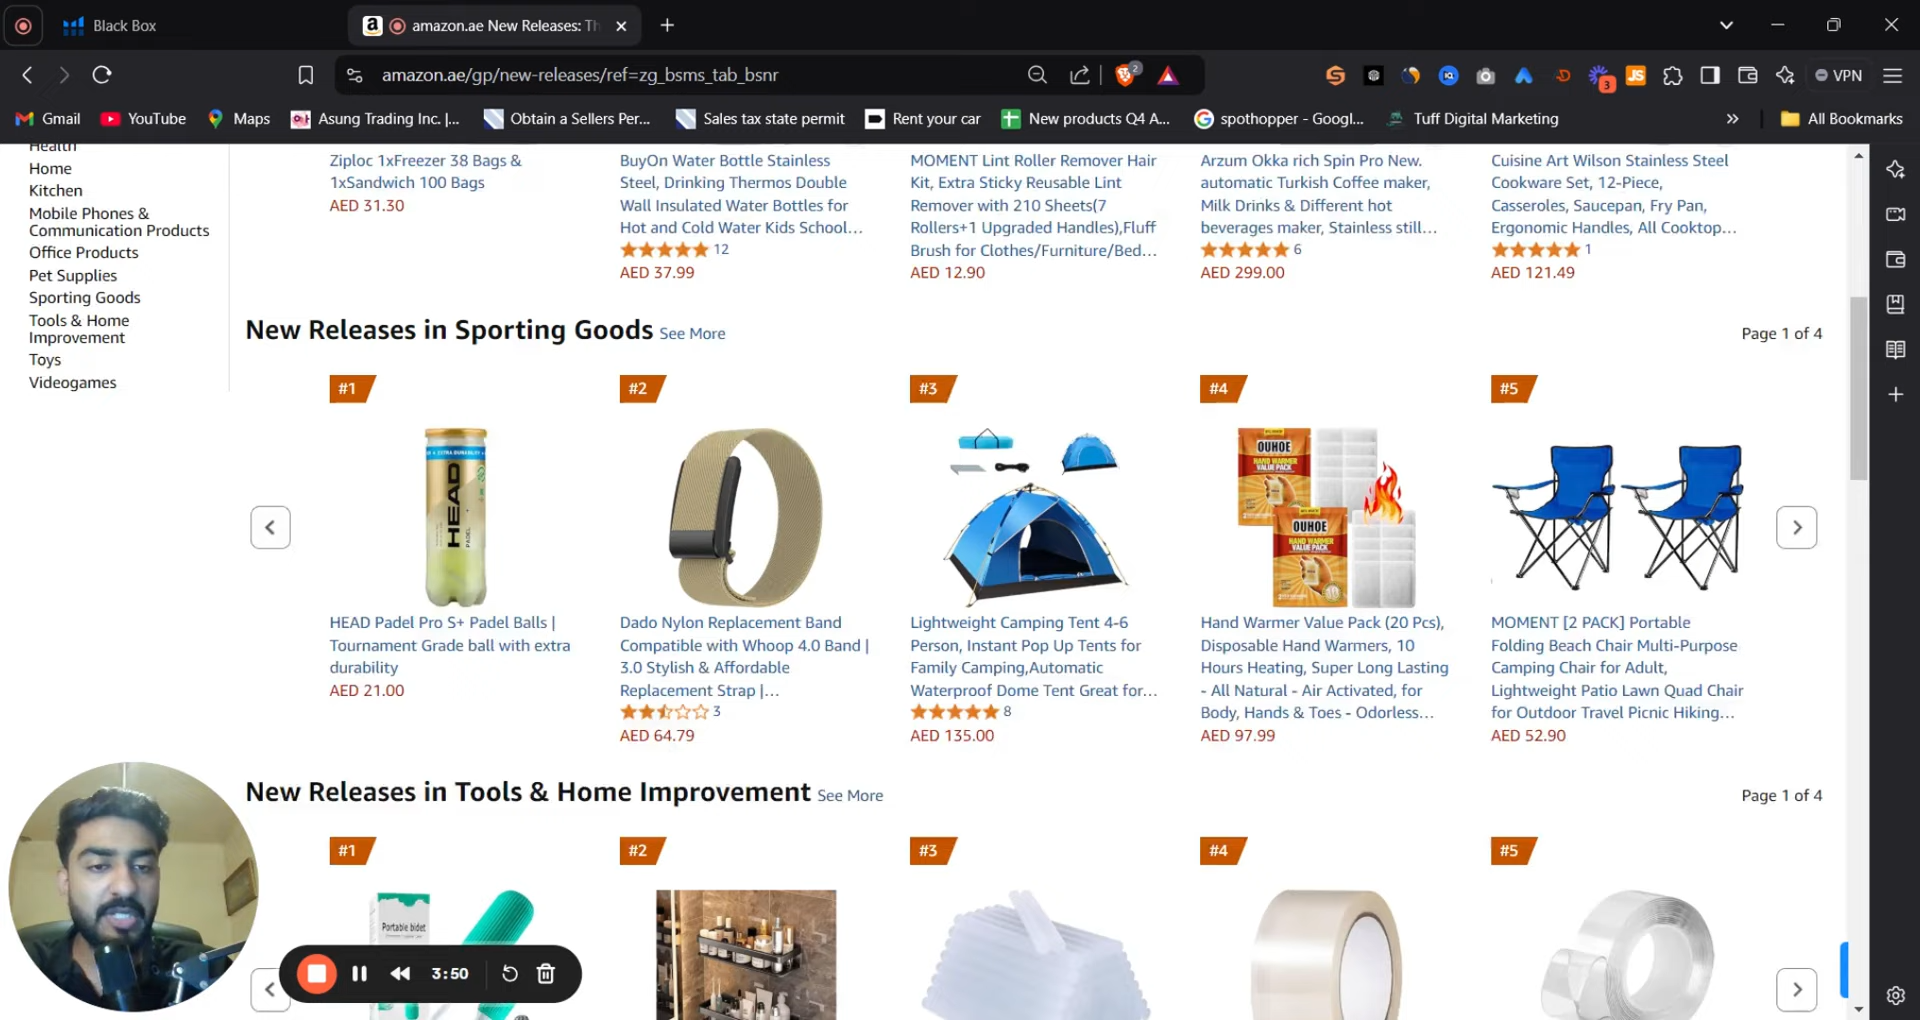 Black Box
amazon.ae New Releases: Th
amazon.ae/gp/new-releases/ref=zg_bsms_tab_bsnr
2
3
JS
VPN
Gmail
YouTube
Maps
Asung Trading Inc. |...
Obtain a Sellers Per...
Sales tax state permit
Rent your car
New products Q4 A...
spothopper - Googl...
Tuff Digital Marketing
All Bookmarks
Health
Home
Kitchen
Mobile Phones &
Communication Products
Office Products
Pet Supplies
Sporting Goods
Tools & Home
Improvement
Toys
Videogames
Ziploc 1xFreezer 38 Bags &
1xSandwich 100 Bags
AED 31.30
BuyOn Water Bottle Stainless
Steel, Drinking Thermos Double
Wall Insulated Water Bottles for
Hot and Cold Water Kids School...
12
AED 37.99
MOMENT Lint Roller Remover Hair
Kit, Extra Sticky Reusable Lint
Remover with 210 Sheets(7
Rollers+1 Upgraded Handles),Fluff
Brush for Clothes/Furniture/Bed...
AED 12.90
Arzum Okka rich Spin Pro New.
automatic Turkish Coffee maker,
Milk Drinks & Different hot
beverages maker, Stainless still...
6
AED 299.00
Cuisine Art Wilson Stainless Steel
Cookware Set, 12-Piece,
Casseroles, Saucepan, Fry Pan,
Ergonomic Handles, All Cooktop...
1
AED 121.49
New Releases in Sporting Goods See More
Page 1 of 4
#1
HEAD
PADEL
HEAD Padel Pro S+ Padel Balls |
Tournament Grade ball with extra
durability
AED 21.00
#2
Dado Nylon Replacement Band
Compatible with Whoop 4.0 Band |
3.0 Stylish & Affordable
Replacement Strap |...
3
AED 64.79
#3
Lightweight Camping Tent 4-6
Person, Instant Pop Up Tents for
Family Camping,Automatic
Waterproof Dome Tent Great for...
8
AED 135.00
#4
OUHOE
HAND WARMER
VALUE PACK
OUHOE
HAND WARMER
VALUE PACK
Hand Warmer Value Pack (20 Pcs),
Disposable Hand Warmers, 10
Hours Heating, Super Long Lasting
- All Natural - Air Activated, for
Body, Hands & Toes - Odorless...
AED 97.99
#5
MOMENT [2 PACK] Portable
Folding Beach Chair Multi-Purpose
Camping Chair for Adult,
Lightweight Patio Lawn Quad Chair
for Outdoor Travel Picnic Hiking...
AED 52.90
New Releases in Tools & Home Improvement See More
Page 1 of 4
#1
Portable bidet
#2
#3
#4
#5
3:50